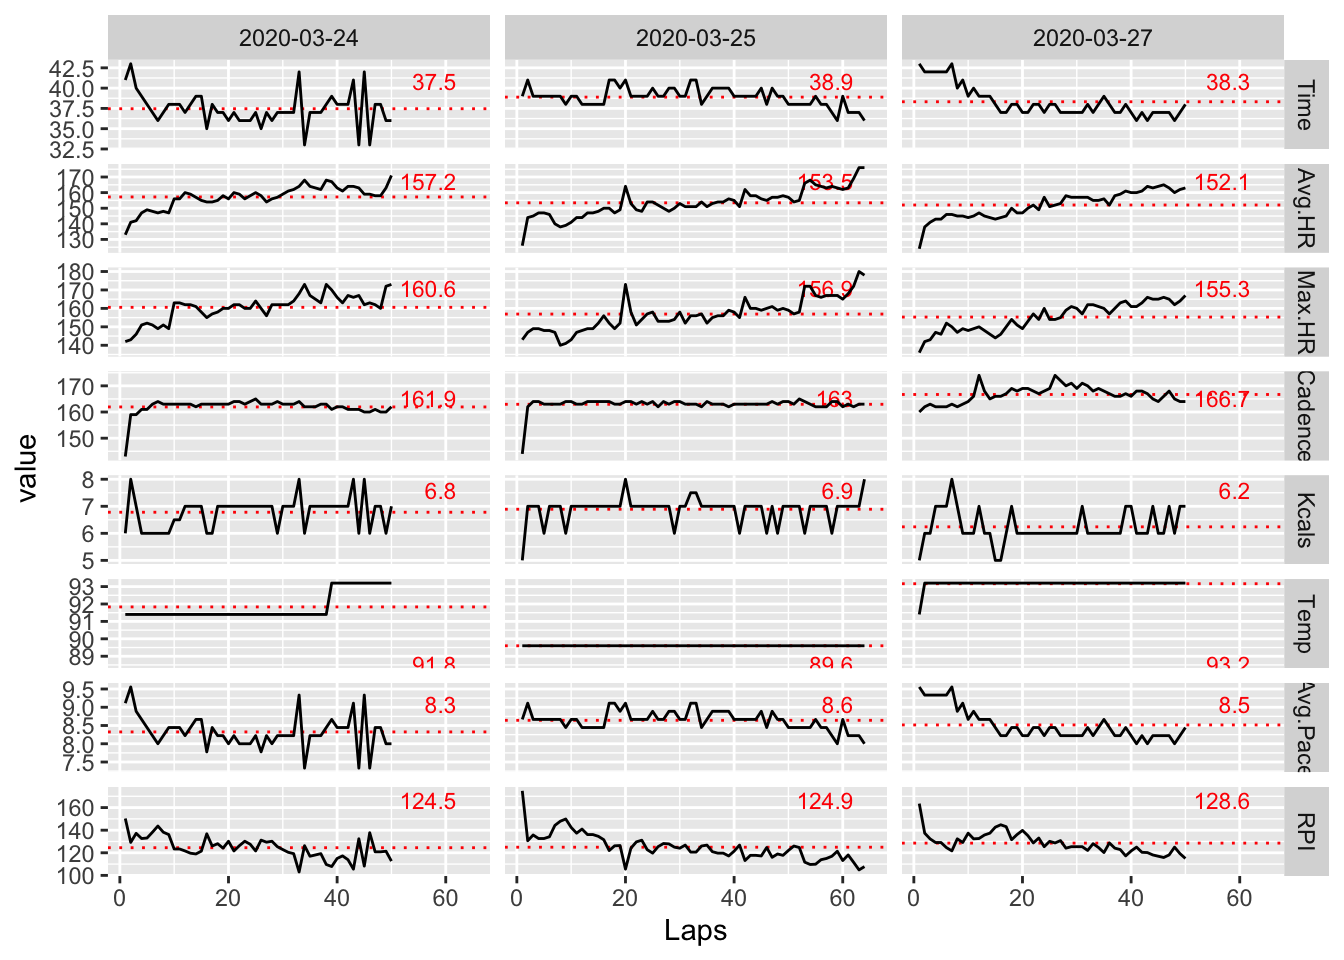 2020-03-24 2020-03-25 2020-03-27
42.5
40.0
37.5
35.0
32.5
37.5 38.9 38.3
Time
170
160
150
140
130
157.2 153.5 152.1
Avg.HR
180
170
160
150
140
160.6 156.9 155.3
Max.HR
170
160
150
161.9 163 166.7
Cadence
8
7
6
5
6.8 6.9 6.2
Kcals
93
92
91
90
89
91.8 89.6 93.2
Temp
9.5
9.0
8.5
8.0
7.5
8.3 8.6 8.5
Avg.Pace
160
140
120
100
124.5 124.9 128.6
RPI
0 20 40 60 0 20 40 60 0 20 40 60
Laps
value